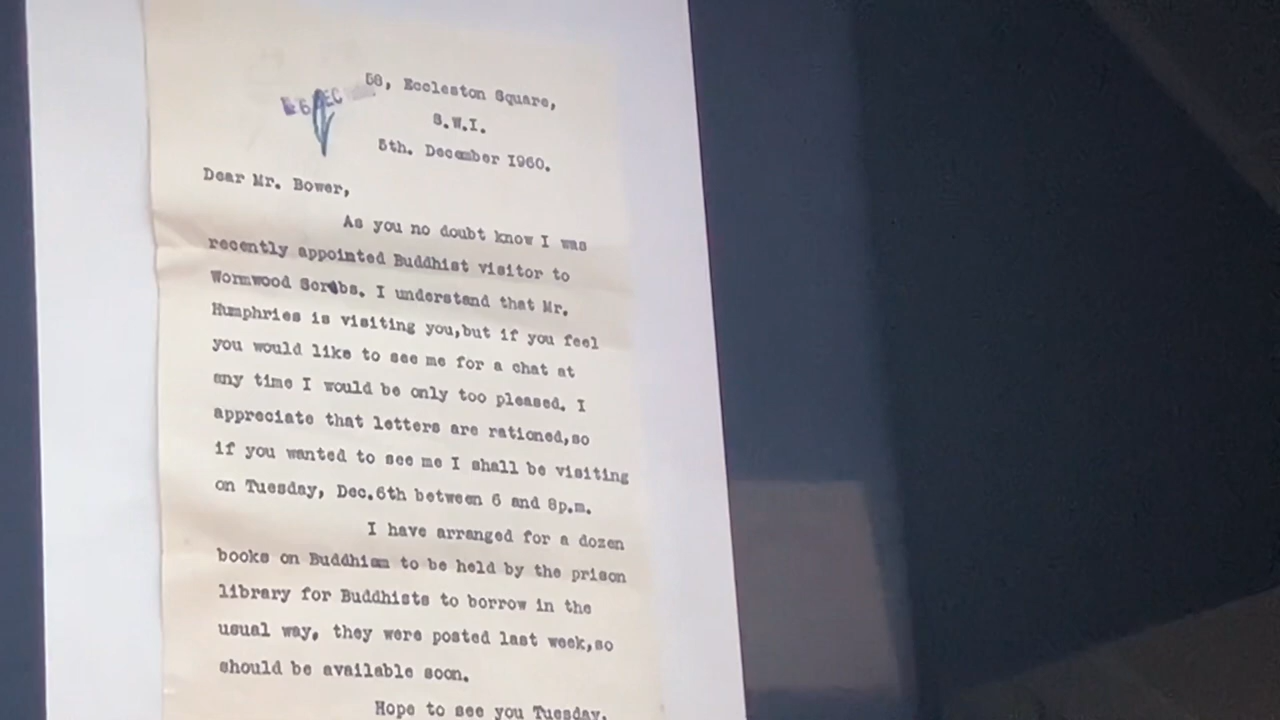 58, Eccleston Square,
S.W.I.
6 DEC
5th. December I960.
Dear Mr. Bower,
As you no doubt know I was
recently appointed Buddhist visitor to
Wormwood Scrubs. I understand that Mr.
Humphries is visiting you,but if you feel
you would like to see me for a chat at
any time I would be only too pleased. I
appreciate that letters are rationed,so
if you wanted to see me I shall be visiting
on Tuesday, Dec.6th between 6 and 8p.m.
I have arranged for a dozen
books on Buddhism to be held by the prison
library for Buddhists to borrow in the
usual way, they were posted last week,so
should be available soon.
Hope to see you Tuesday.